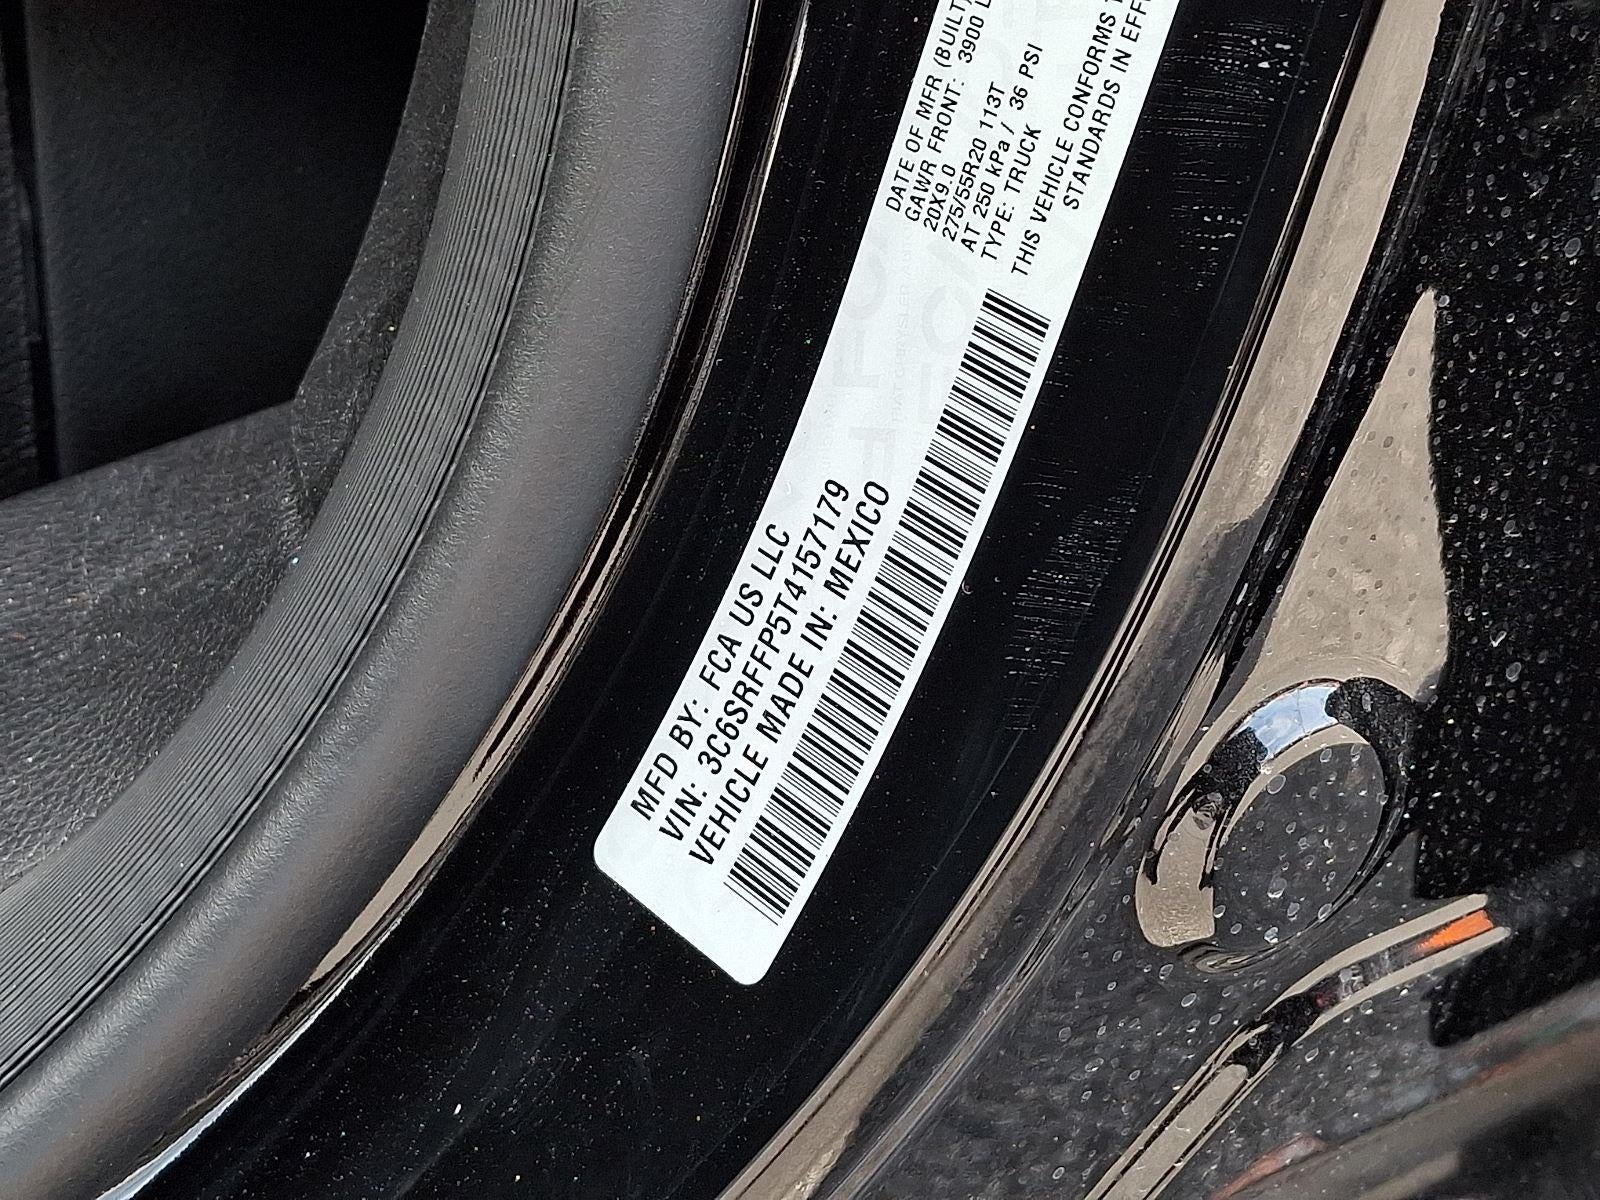 MFD BY: FCA US LLC
VIN: 3C6SRFFP5T4157179
VEHICLE MADE IN: MEXICO
DATE OF MFR (BUILT)
GAWR FRONT: 3900 L
20X9.0
275/55R20 113T
AT 250 kPa / 36 PSI
TYPE: TRUCK
THIS VEHICLE CONFORMS T
STANDARDS IN EFF